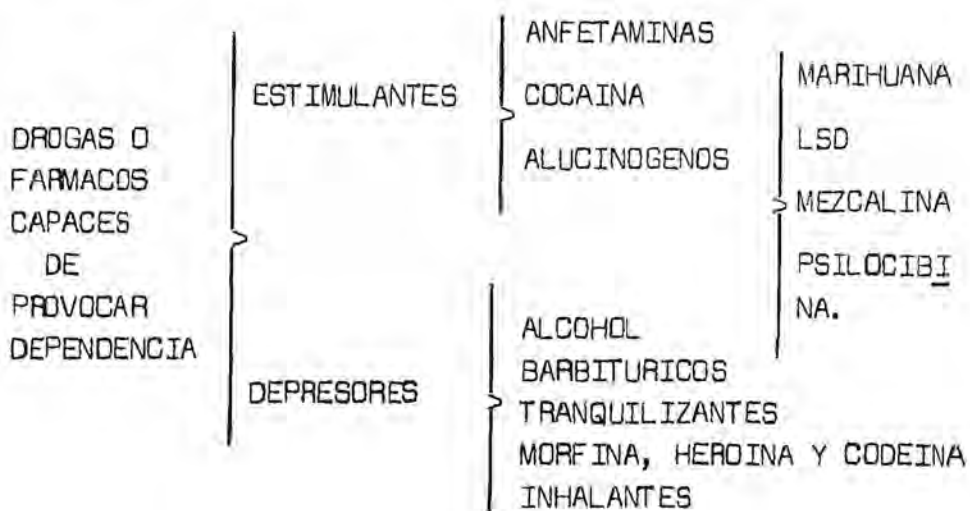 DROGAS O
FARMACOS
CAPACES
DE
PROVOCAR
DEPENDENCIA
ESTIMULANTES
ANFETAMINAS
COCAINA
ALUCINOGENOS
MARIHUANA
LSD
MEZCALINA
PSILOCIBI
NA.
DEPRESORES
ALCOHOL
BARBITURICOS
TRANQUILIZANTES
MORFINA, HEROINA Y CODEINA
INHALANTES